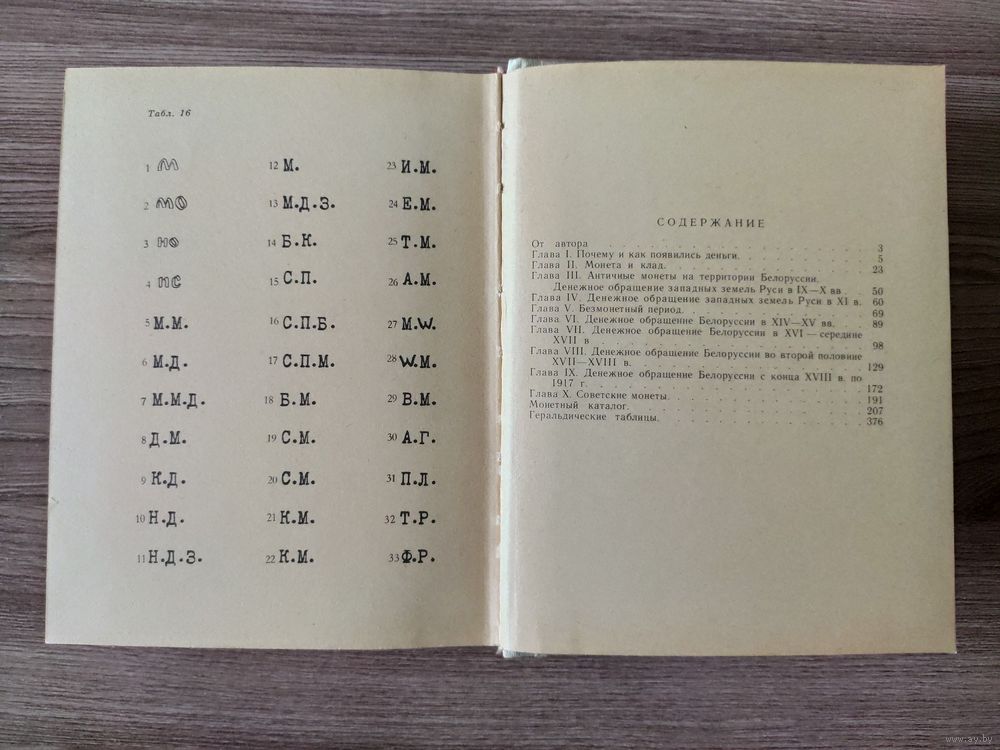 Табл. 16
1 М
2 МО
3 НО
4 ПС
5 М.М.
6 М.Д.
7 М.М.Д.
8 Д.М.
9 К.Д.
10 Н.Д.
11 Н.Д.З.
12 М.
13 М.Д.З.
14 Б.К.
15 С.П.
16 С.П.Б.
17 С.П.М.
18 Б.М.
19 С.М.
20 С.М.
21 К.М.
22 К.М.
23 И.М.
24 Е.М.
25 Т.М.
26 А.М.
27 M.W.
28 W.M.
29 В.М.
30 А.Г.
31 П.Л.
32 Т.Р.
33 Ф.Р.
СОДЕРЖАНИЕ
От автора . . . . . . . . . . . . . . 3
Глава I. Почему и как появились деньги. . . . . . . 5
Глава II. Монета и клад. . . . . . . . . . . 23
Глава III. Античные монеты на территории Белоруссии.
Денежное обращение западных земель Руси в IX—X вв . 50
Глава IV. Денежное обращение западных земель Руси в XI в. 60
Глава V. Безмонетный период. . . . . . . . . . 69
Глава VI. Денежное обращение Белоруссии в XIV—XV вв. . 89
Глава VII. Денежное обращение Белоруссии в XVI — середине
XVII в . . . . . . . . . . . . . . 98
Глава VIII. Денежное обращение Белоруссии во второй половине
XVII—XVIII в. . . . . . . . . . . . . 129
Глава IX. Денежное обращение Белоруссии с конца XVIII в. по
1917 г. . . . . . . . . . . . . . . 172
Глава X. Советские монеты. . . . . . . . . . . 191
Монетный каталог. . . . . . . . . . . . . 207
Геральдические таблицы. . . . . . . . . . . . 376
www.ay.by